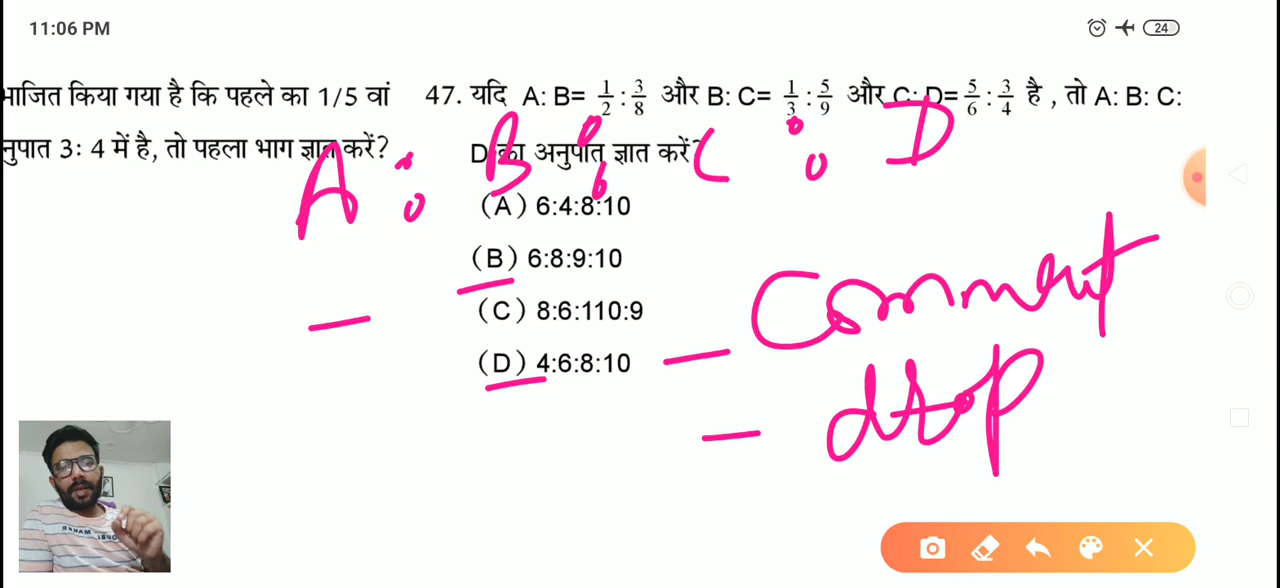 11:06 PM
24
भाजित किया गया है कि पहले का 1/5 वां
नुपात 3: 4 में है, तो पहला भाग ज्ञात करें?
47. यदि A: B= 1/2 : 3/8 और B: C= 1/3 : 5/9 और C: D= 5/6 : 3/4 है , तो A: B: C:
D का अनुपात ज्ञात करें?
A : B : C : D
(A) 6:4:8:10
(B) 6:8:9:10
(C) 8:6:110:9
(D) 4:6:8:10
Comment
drop